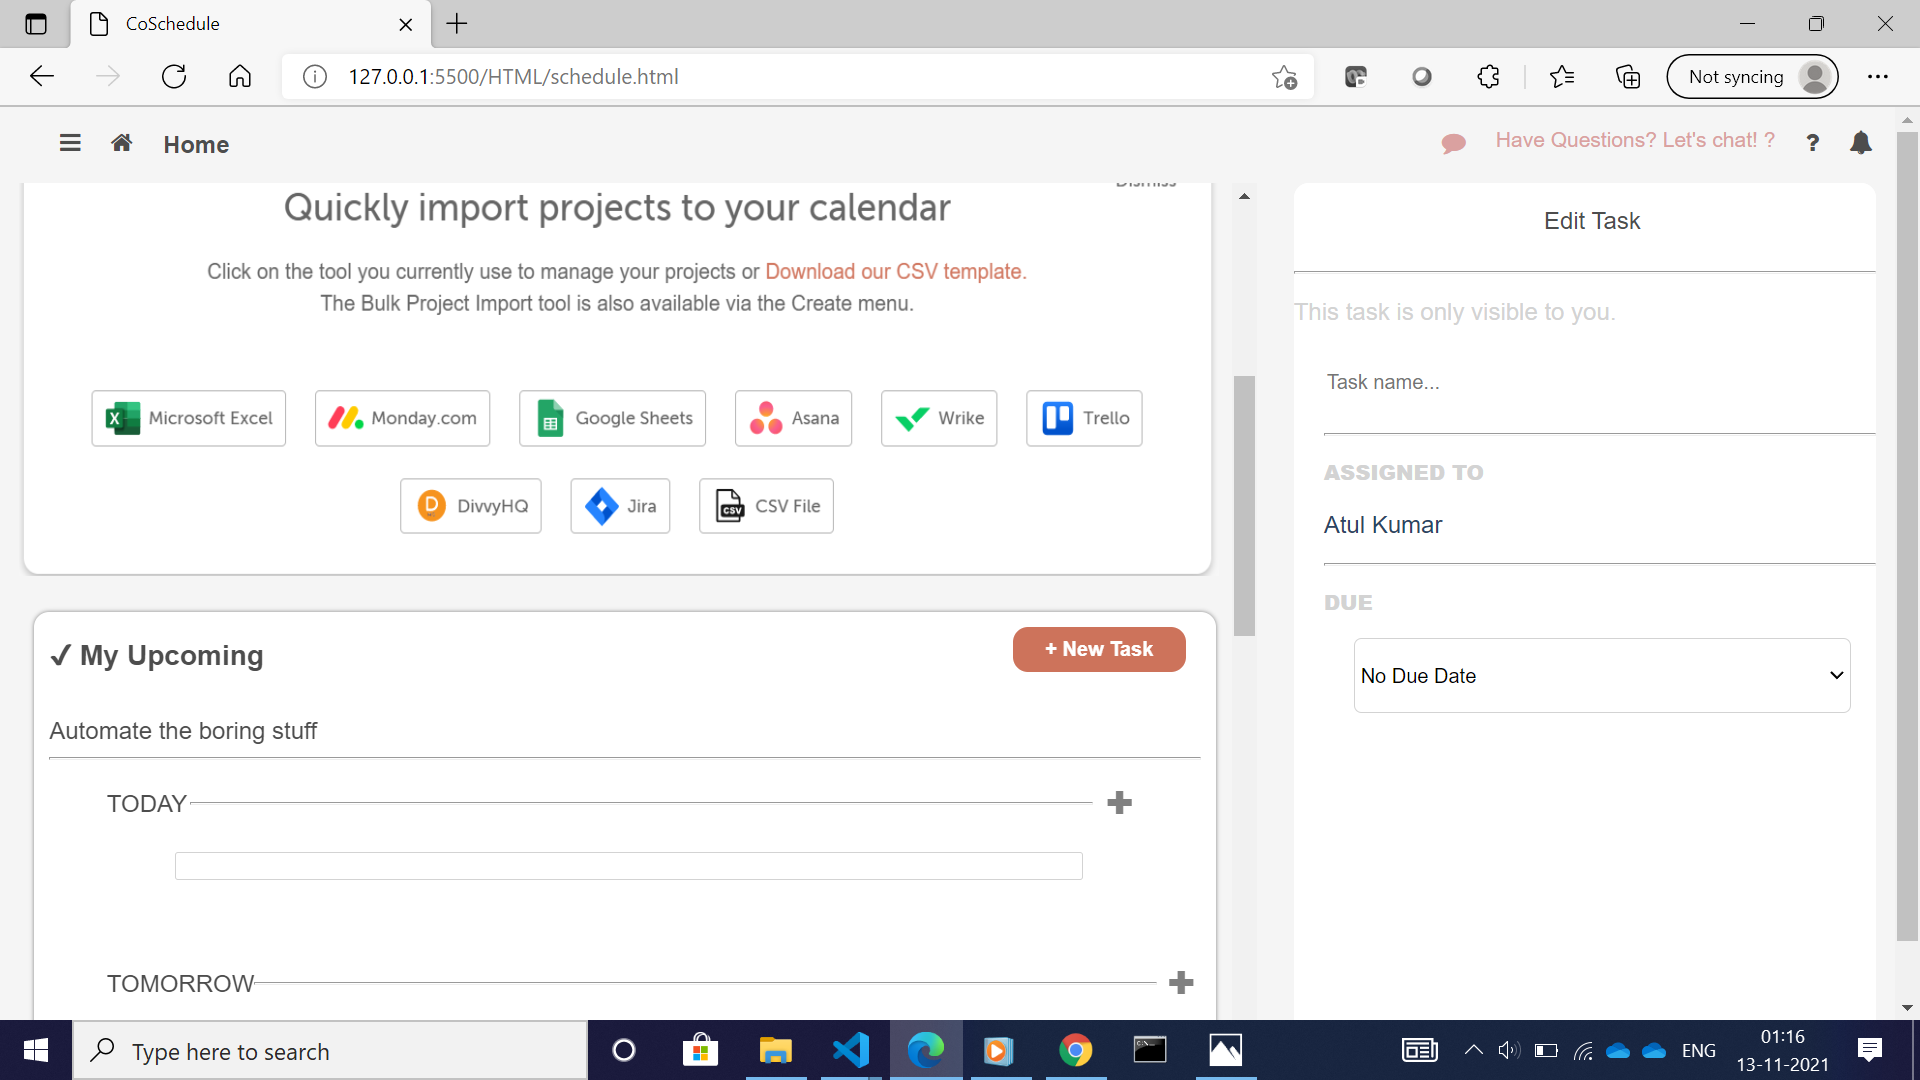 CoSchedule
127.0.0.1:5500/HTML/schedule.html
Not syncing
Home
Have Questions? Let's chat! ?
?
Dismiss
Quickly import projects to your calendar
Click on the tool you currently use to manage your projects or Download our CSV template.
The Bulk Project Import tool is also available via the Create menu.
Microsoft Excel
Monday.com
Google Sheets
Asana
Wrike
Trello
DivvyHQ
Jira
CSV File
My Upcoming
+ New Task
Automate the boring stuff
TODAY
TOMORROW
Edit Task
This task is only visible to you.
Task name...
ASSIGNED TO
Atul Kumar
DUE
No Due Date
Type here to search
ENG
01:16
13-11-2021